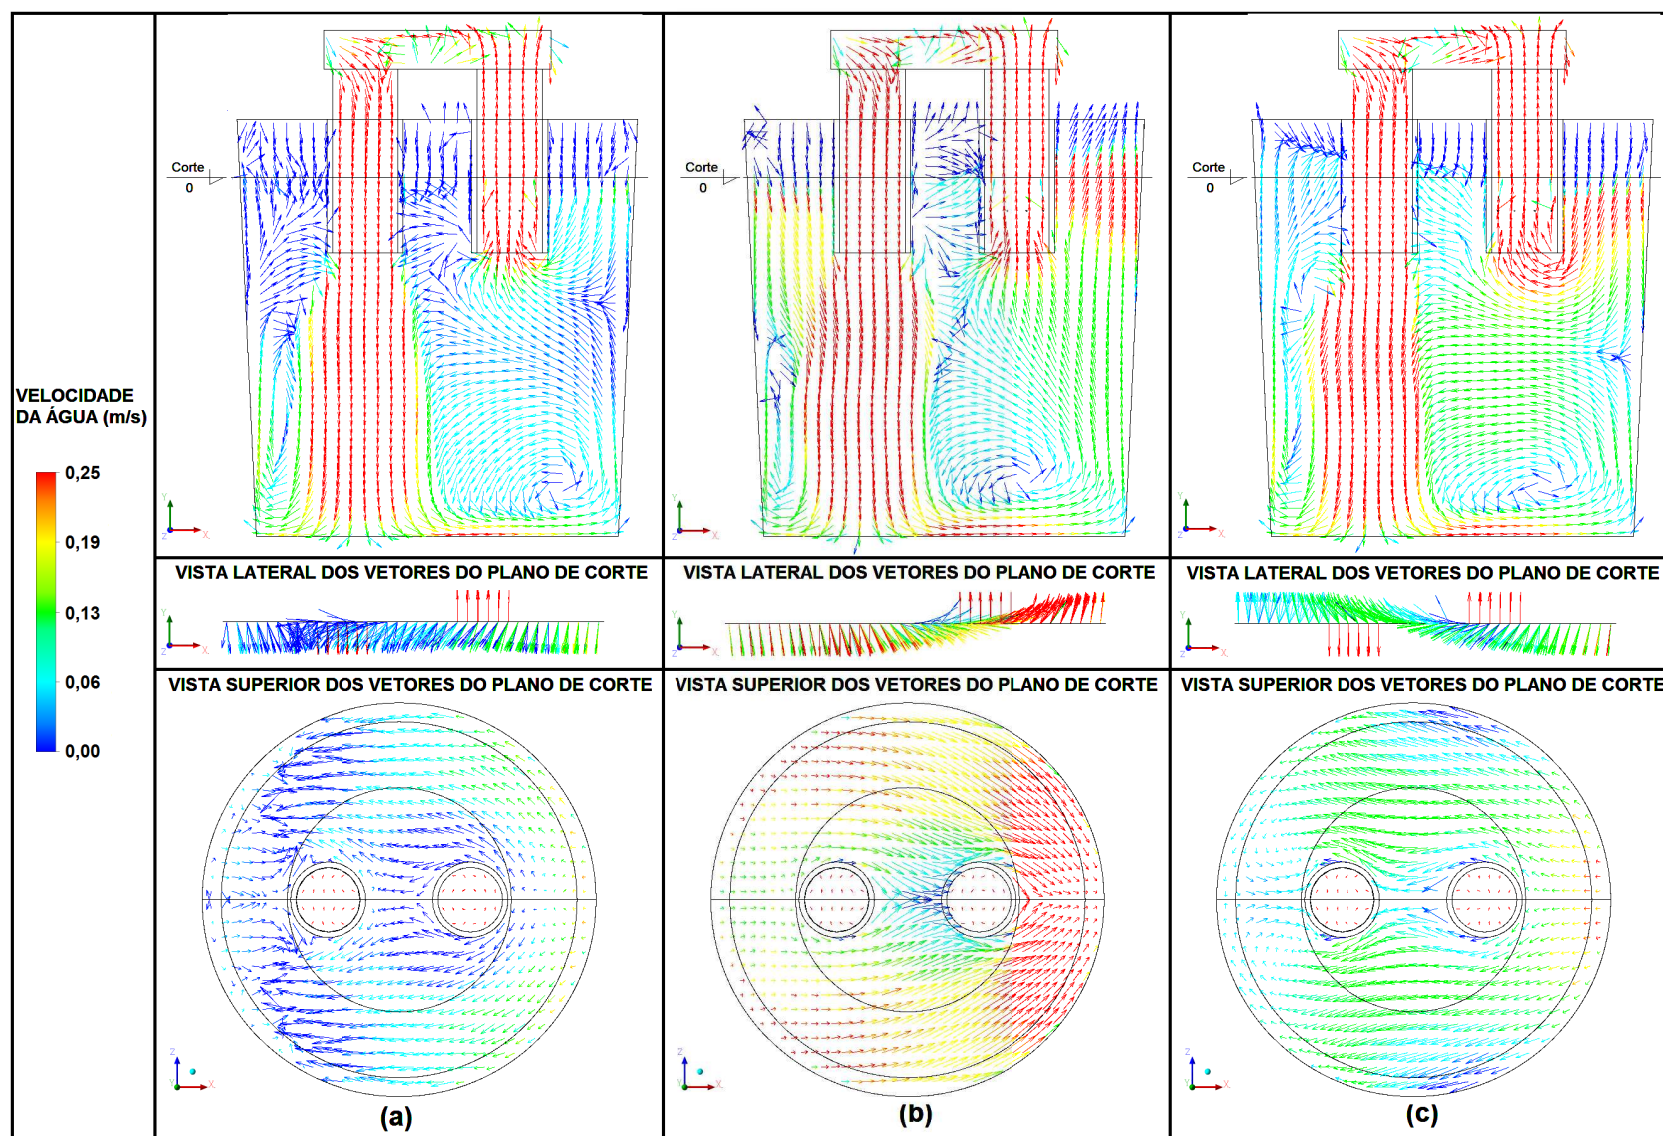 VELOCIDADE
DA ÁGUA (m/s)
0,25
0,19
0,13
0,06
0,00
Corte
0
Y
Z
X
VISTA LATERAL DOS VETORES DO PLANO DE CORTE
Y
Z
X
VISTA SUPERIOR DOS VETORES DO PLANO DE CORTE
Z
Y
X
(a)
Corte
0
Y
Z
X
VISTA LATERAL DOS VETORES DO PLANO DE CORTE
Y
Z
X
VISTA SUPERIOR DOS VETORES DO PLANO DE CORTE
Z
Y
X
(b)
Corte
0
Y
Z
X
VISTA LATERAL DOS VETORES DO PLANO DE CORTE
Y
Z
X
VISTA SUPERIOR DOS VETORES DO PLANO DE CORTE
Z
Y
X
(c)